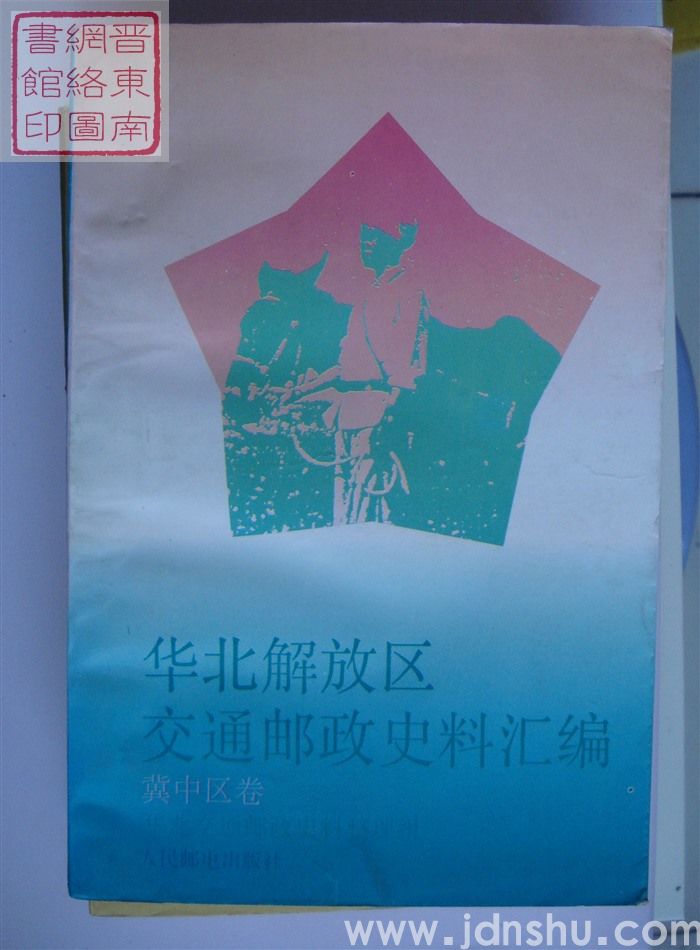 晋東南
網絡圖
書館印
华北解放区
交通邮政史料汇编
冀中区卷
人民邮电出版社
www.jdnshu.com